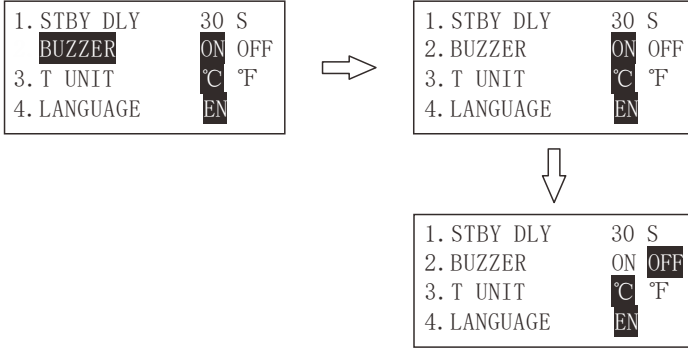 1. STBY DLY 30 S
BUZZER ON OFF
3. T UNIT ℃ ℉
4. LANGUAGE EN
1. STBY DLY 30 S
2. BUZZER ON OFF
3. T UNIT ℃ ℉
4. LANGUAGE EN
1. STBY DLY 30 S
2. BUZZER ON OFF
3. T UNIT ℃ ℉
4. LANGUAGE EN